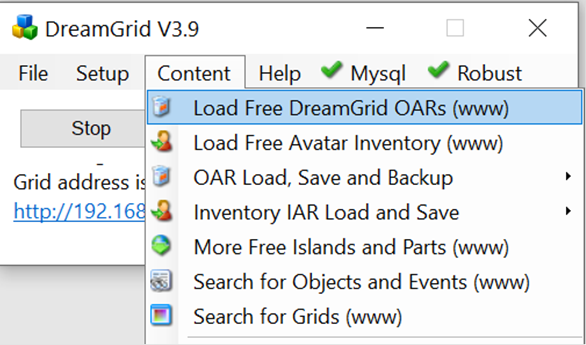 DreamGrid V3.9
File Setup Content Help Mysql Robust
Load Free DreamGrid OARs (www)
Stop
Load Free Avatar Inventory (www)
Grid address is
OAR Load, Save and Backup
http://192.168
Inventory IAR Load and Save
More Free Islands and Parts (www)
Search for Objects and Events (www)
Search for Grids (www)